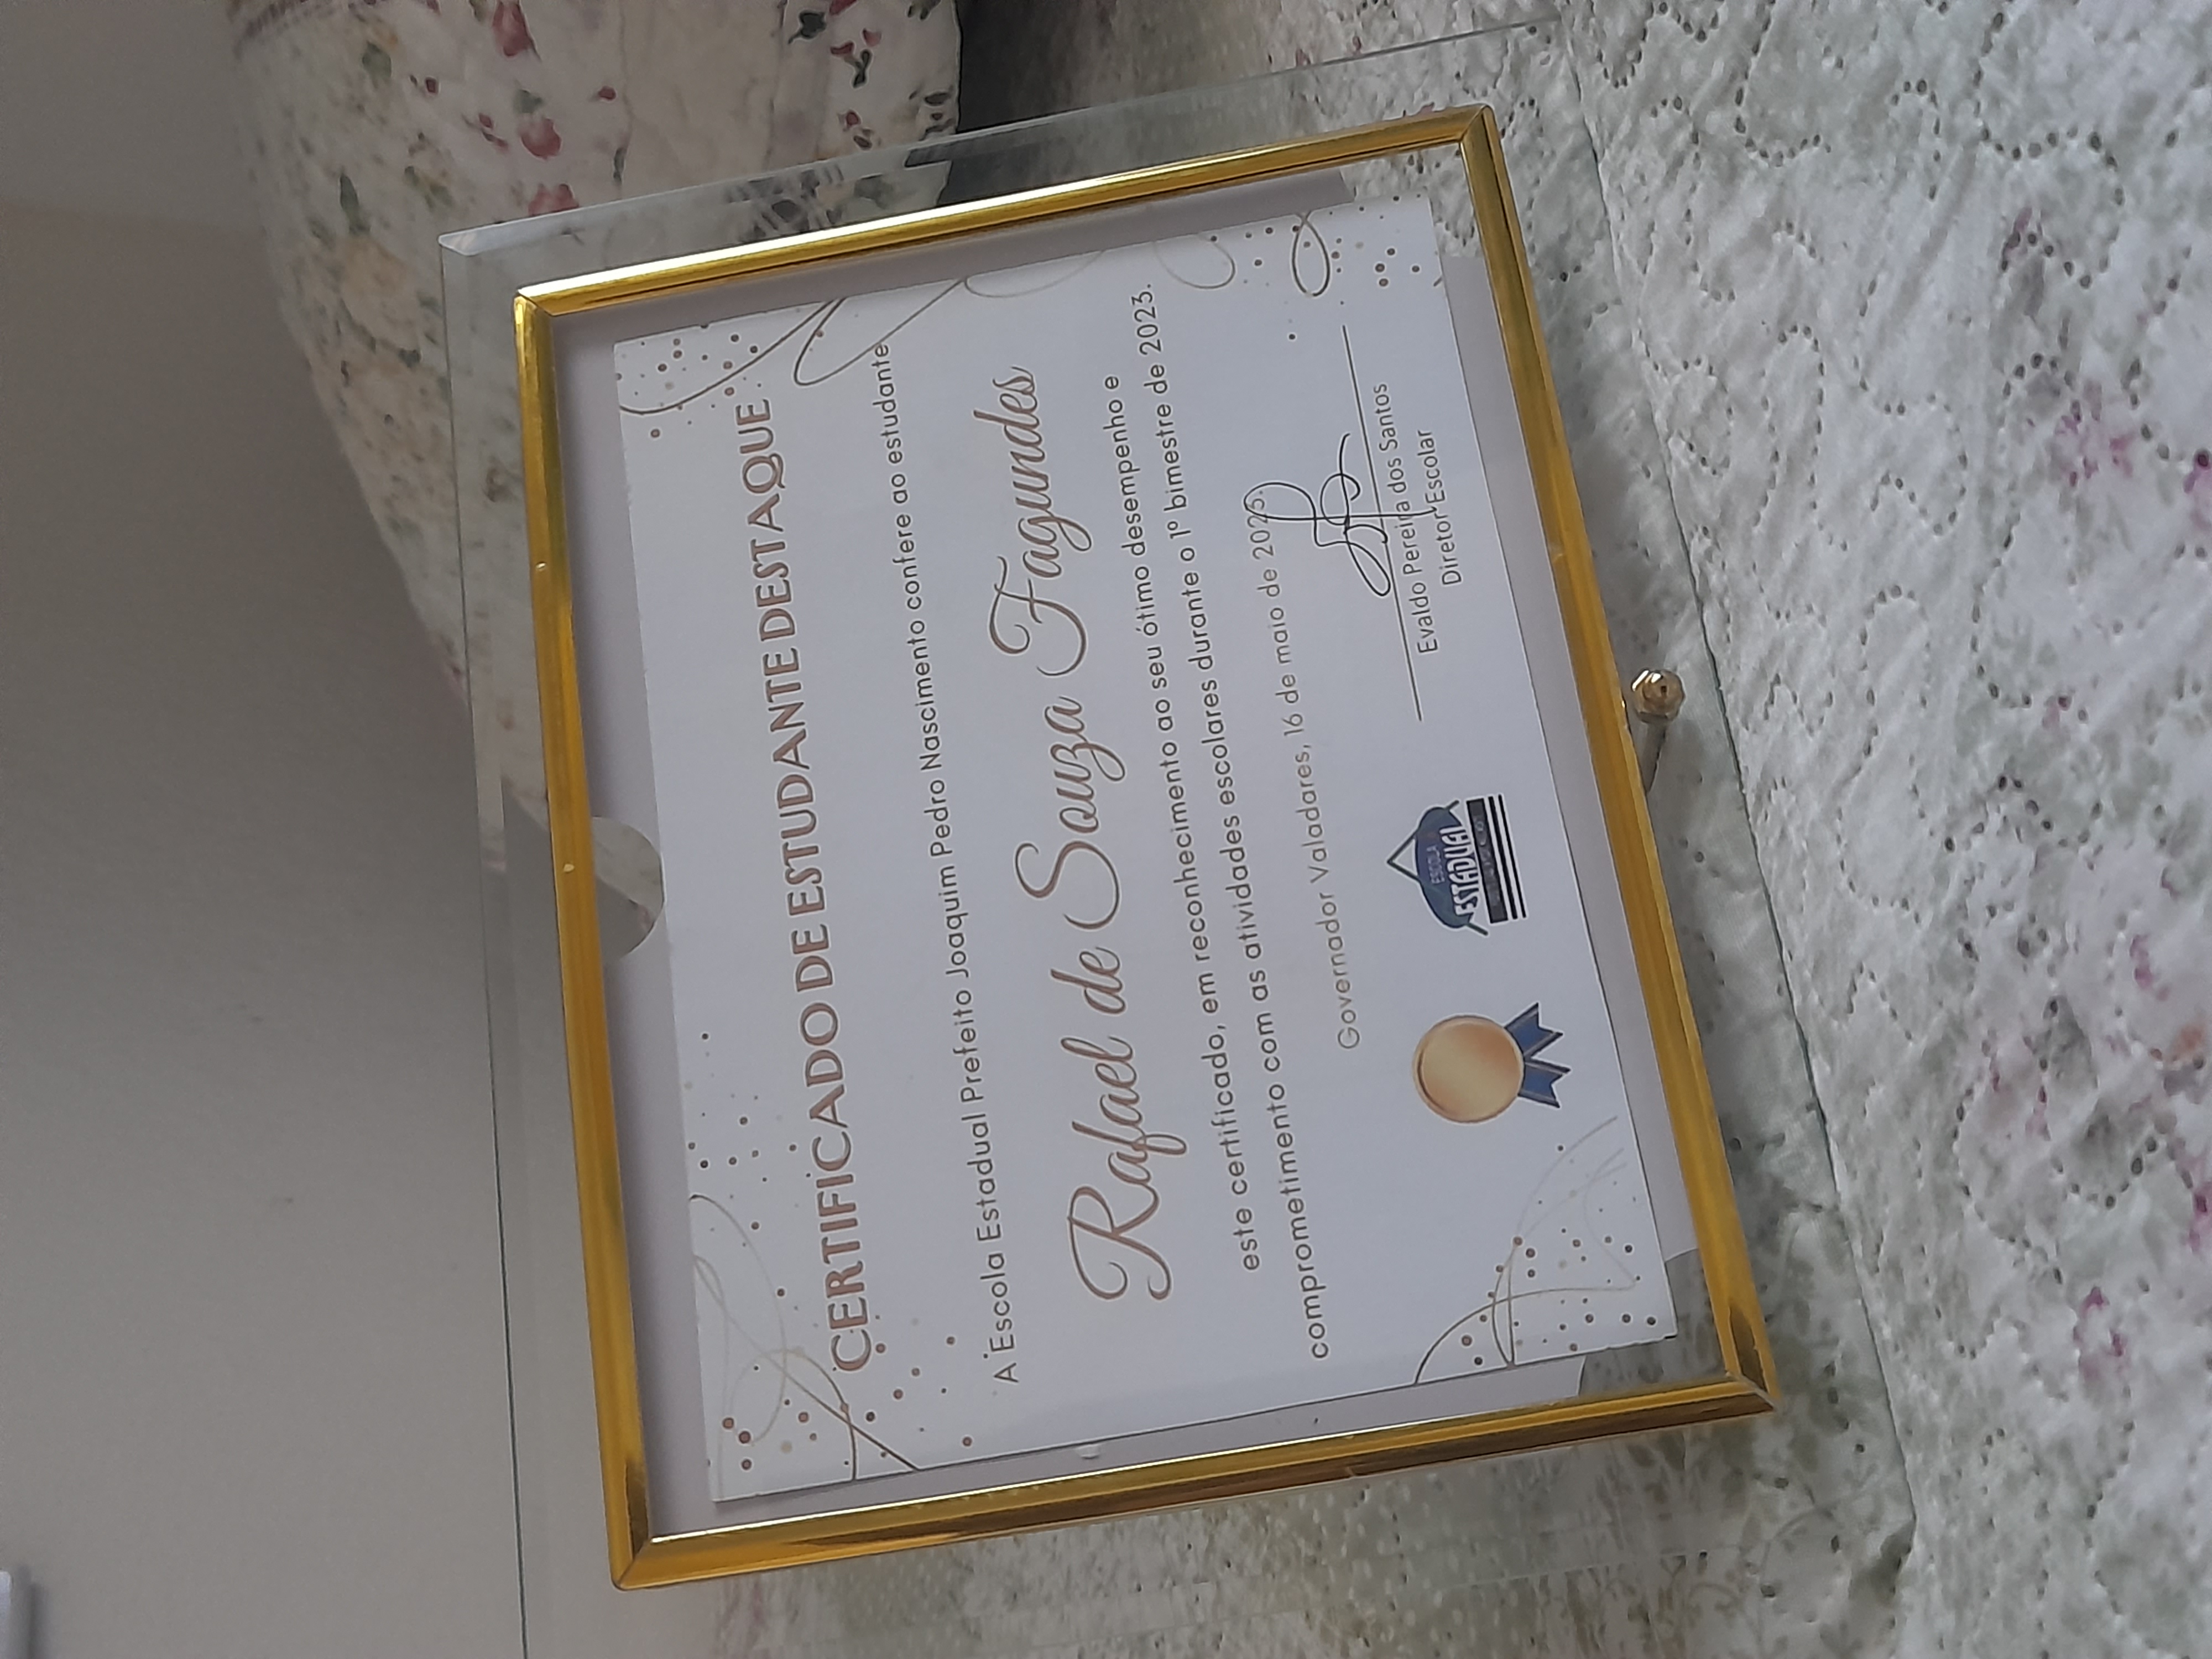 CERTIFICADO DE ESTUDANTE DESTAQUE
A Escola Estadual Prefeito Joaquim Pedro Nascimento confere ao estudante
Rafael de Souza Fagundes
este certificado, em reconhecimento ao seu ótimo desempenho e
comprometimento com as atividades escolares durante o 1º bimestre de 2023.
Governador Valadares, 16 de maio de 2023.
Evaldo Pereira dos Santos
Diretor Escolar
ESCOLA
ESTADUAL